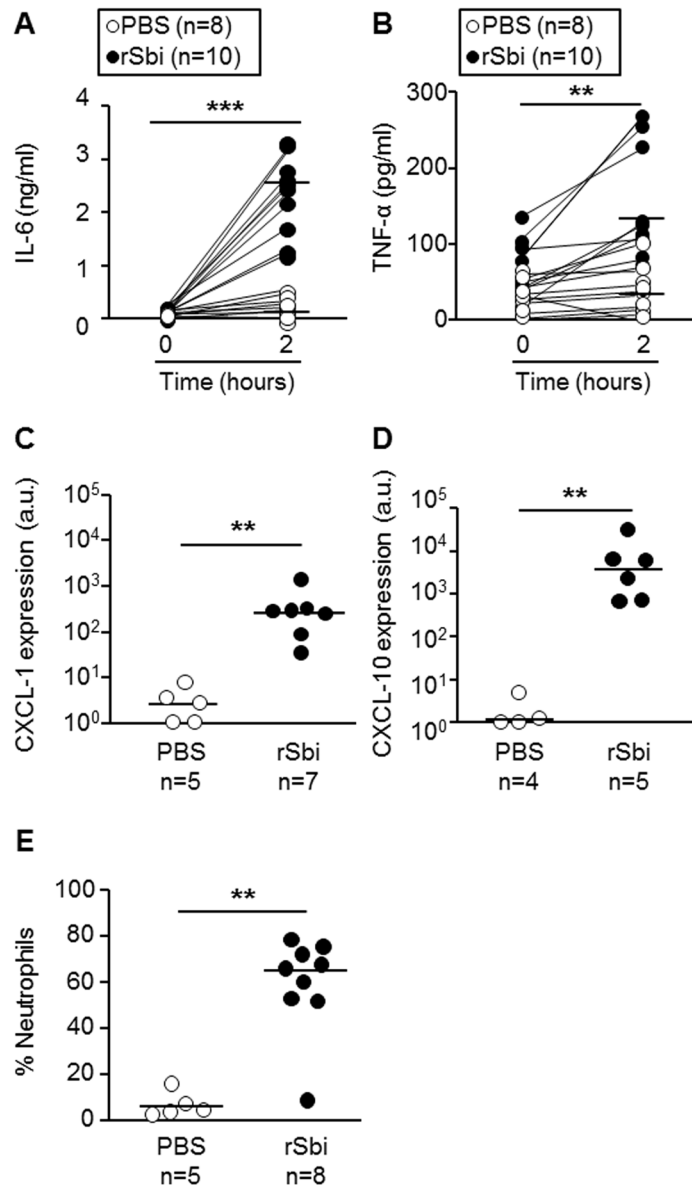 A
PBS (n=8)
rSbi (n=10)
IL-6 (ng/ml)
4
3
2
1
0
***
0 2
Time (hours)
B
PBS (n=8)
rSbi (n=10)
TNF-α (pg/ml)
300
200
100
0
**
0 2
Time (hours)
C
CXCL-1 expression (a.u.)
10⁵
10⁴
10³
10²
10¹
10⁰
**
PBS rSbi
n=5 n=7
D
CXCL-10 expression (a.u.)
10⁵
10⁴
10³
10²
10¹
10⁰
**
PBS rSbi
n=4 n=5
E
% Neutrophils
100
80
60
40
20
0
**
PBS rSbi
n=5 n=8